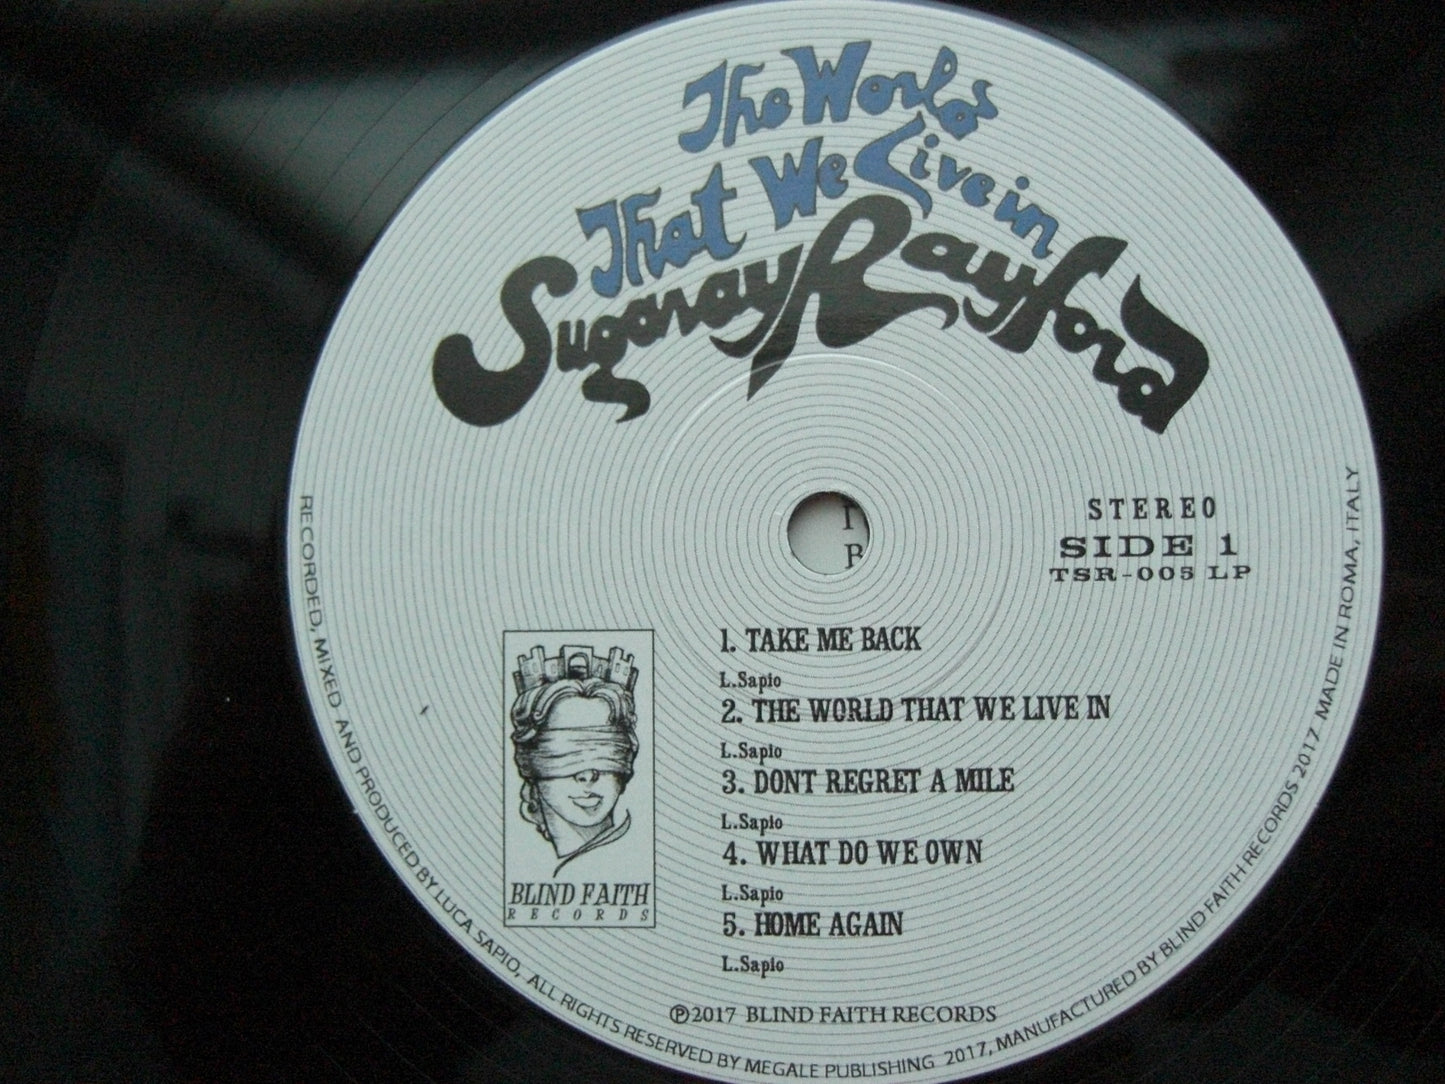 The World
That We Live in
Sugaray Rayford
STEREO
SIDE 1
TSR-005 LP
1. TAKE ME BACK
L.Sapio
2. THE WORLD THAT WE LIVE IN
L.Sapio
3. DONT REGRET A MILE
L.Sapio
4. WHAT DO WE OWN
L.Sapio
5. HOME AGAIN
L.Sapio
BLIND FAITH
RECORDS
℗2017 BLIND FAITH RECORDS
RECORDED, MIXED AND PRODUCED BY LUCA SAPIO, ALL RIGHTS RESERVED BY MEGALE PUBLISHING 2017, MANUFACTURED BY BLIND FAITH RECORDS 2017 MADE IN ROMA, ITALY